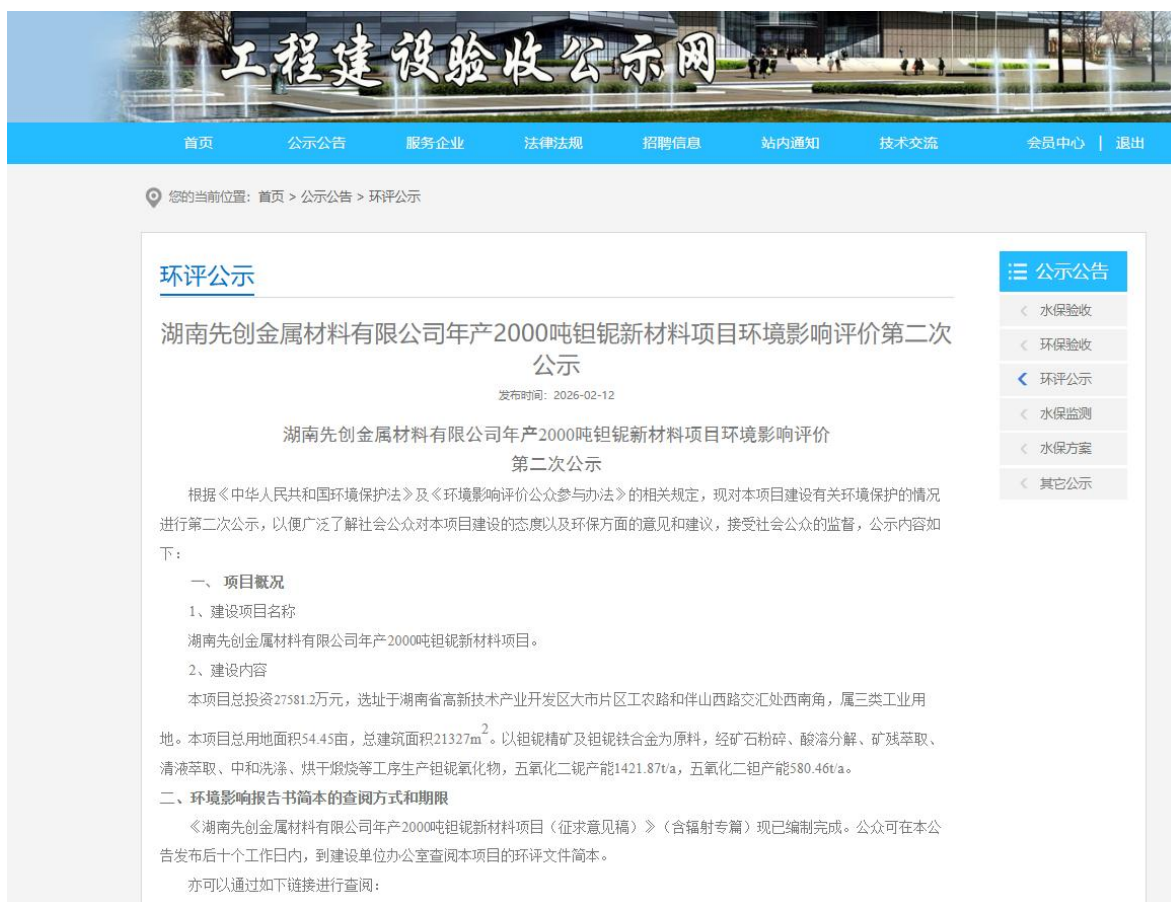 工程建设验收公示网
首页 公示公告 服务企业 法律法规 招聘信息 站内通知 技术交流 会员中心 | 退出
您的当前位置：首页 > 公示公告 > 环评公示
环评公示
湖南先创金属材料有限公司年产2000吨钽铌新材料项目环境影响评价第二次
公示
发布时间：2026-02-12
湖南先创金属材料有限公司年产2000吨钽铌新材料项目环境影响评价
第二次公示
根据《中华人民共和国环境保护法》及《环境影响评价公众参与办法》的相关规定，现对本项目建设有关环境保护的情况
进行第二次公示，以便广泛了解社会公众对本项目建设的态度以及环保方面的意见和建议，接受社会公众的监督，公示内容如
下：
一、 项目概况
1、建设项目名称
湖南先创金属材料有限公司年产2000吨钽铌新材料项目。
2、建设内容
本项目总投资27581.2万元，选址于湖南省高新技术产业开发区大市片区工农路和伴山西路交汇处西南角，属三类工业用
地。本项目总用地面积54.45亩，总建筑面积21327m²。以钽铌精矿及钽铌铁合金为原料，经矿石粉碎、酸溶分解、矿残萃取、
清液萃取、中和洗涤、烘干煅烧等工序生产钽铌氧化物，五氧化二铌产能1421.87t/a，五氧化二钽产能580.46t/a。
二、环境影响报告书简本的查阅方式和期限
《湖南先创金属材料有限公司年产2000吨钽铌新材料项目（征求意见稿）》（含辐射专篇）现已编制完成。公众可在本公
告发布后十个工作日内，到建设单位办公室查阅本项目的环评文件简本。
亦可以通过如下链接进行查阅：
公示公告
水保验收
环保验收
环评公示
水保监测
水保方案
其它公示